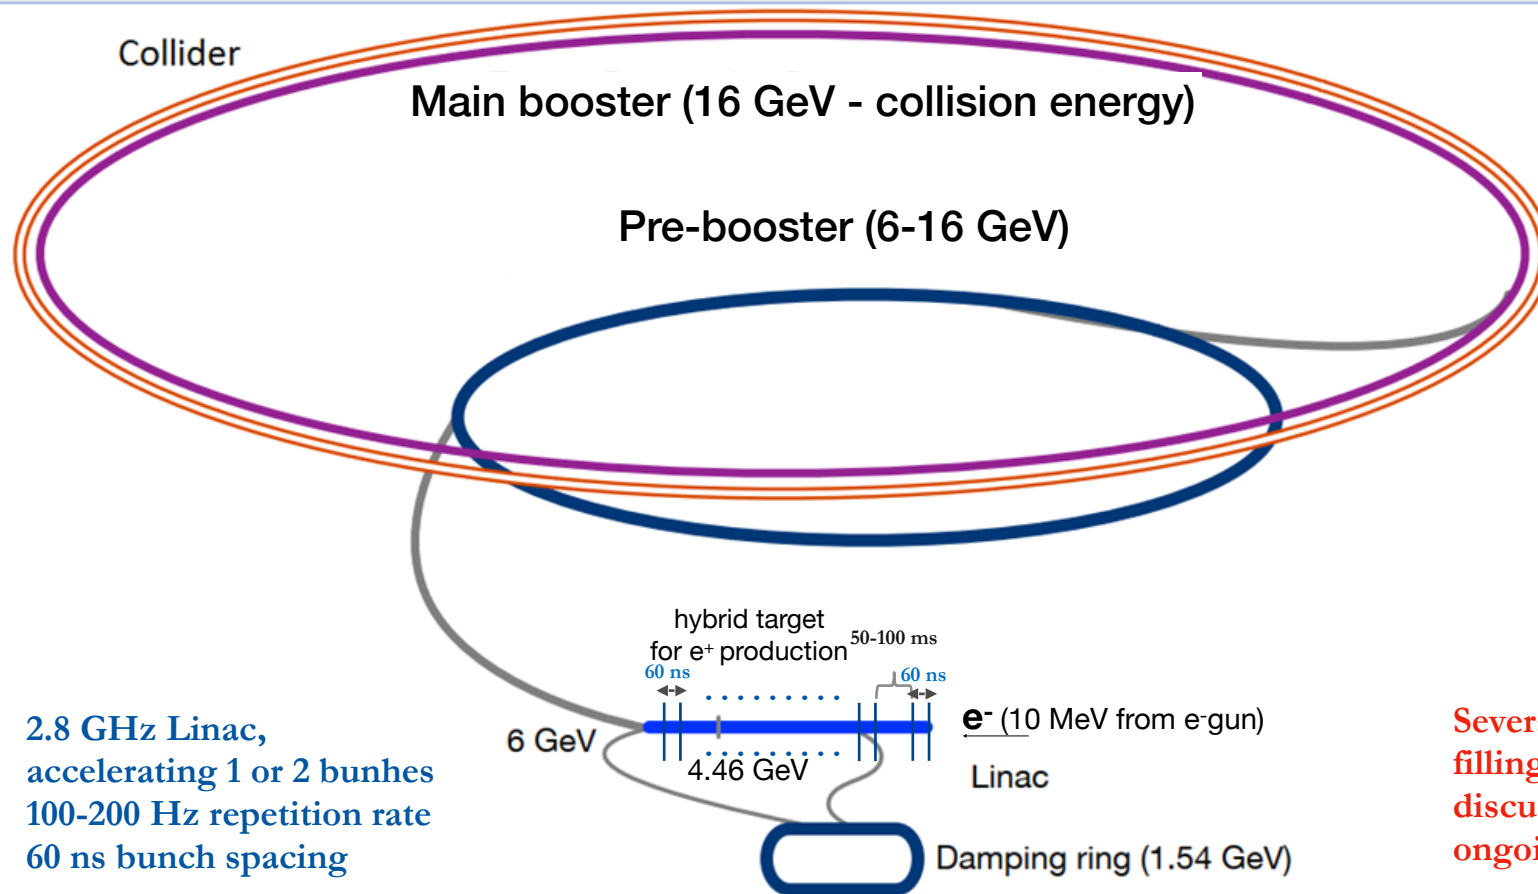 Collider
Main booster (16 GeV - collision energy)
Pre-booster (6-16 GeV)
hybrid target
for e⁺ production
50-100 ms
60 ns
60 ns
e⁻ (10 MeV from e-gun)
6 GeV
4.46 GeV
Linac
Damping ring (1.54 GeV)
2.8 GHz Linac,
accelerating 1 or 2 bunhes
100-200 Hz repetition rate
60 ns bunch spacing
filling